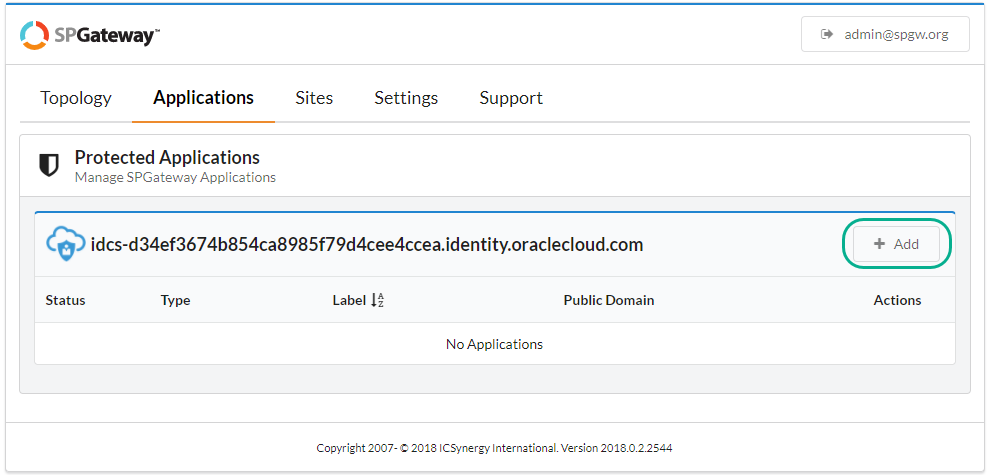 SPGateway™
admin@spgw.org
Topology Applications Sites Settings Support
Protected Applications
Manage SPGateway Applications
idcs-d34ef3674b854ca8985f79d4cee4ccea.identity.oraclecloud.com
Add
Status Type Label Public Domain Actions
No Applications
Copyright 2007- © 2018 ICSynergy International. Version 2018.0.2.2544